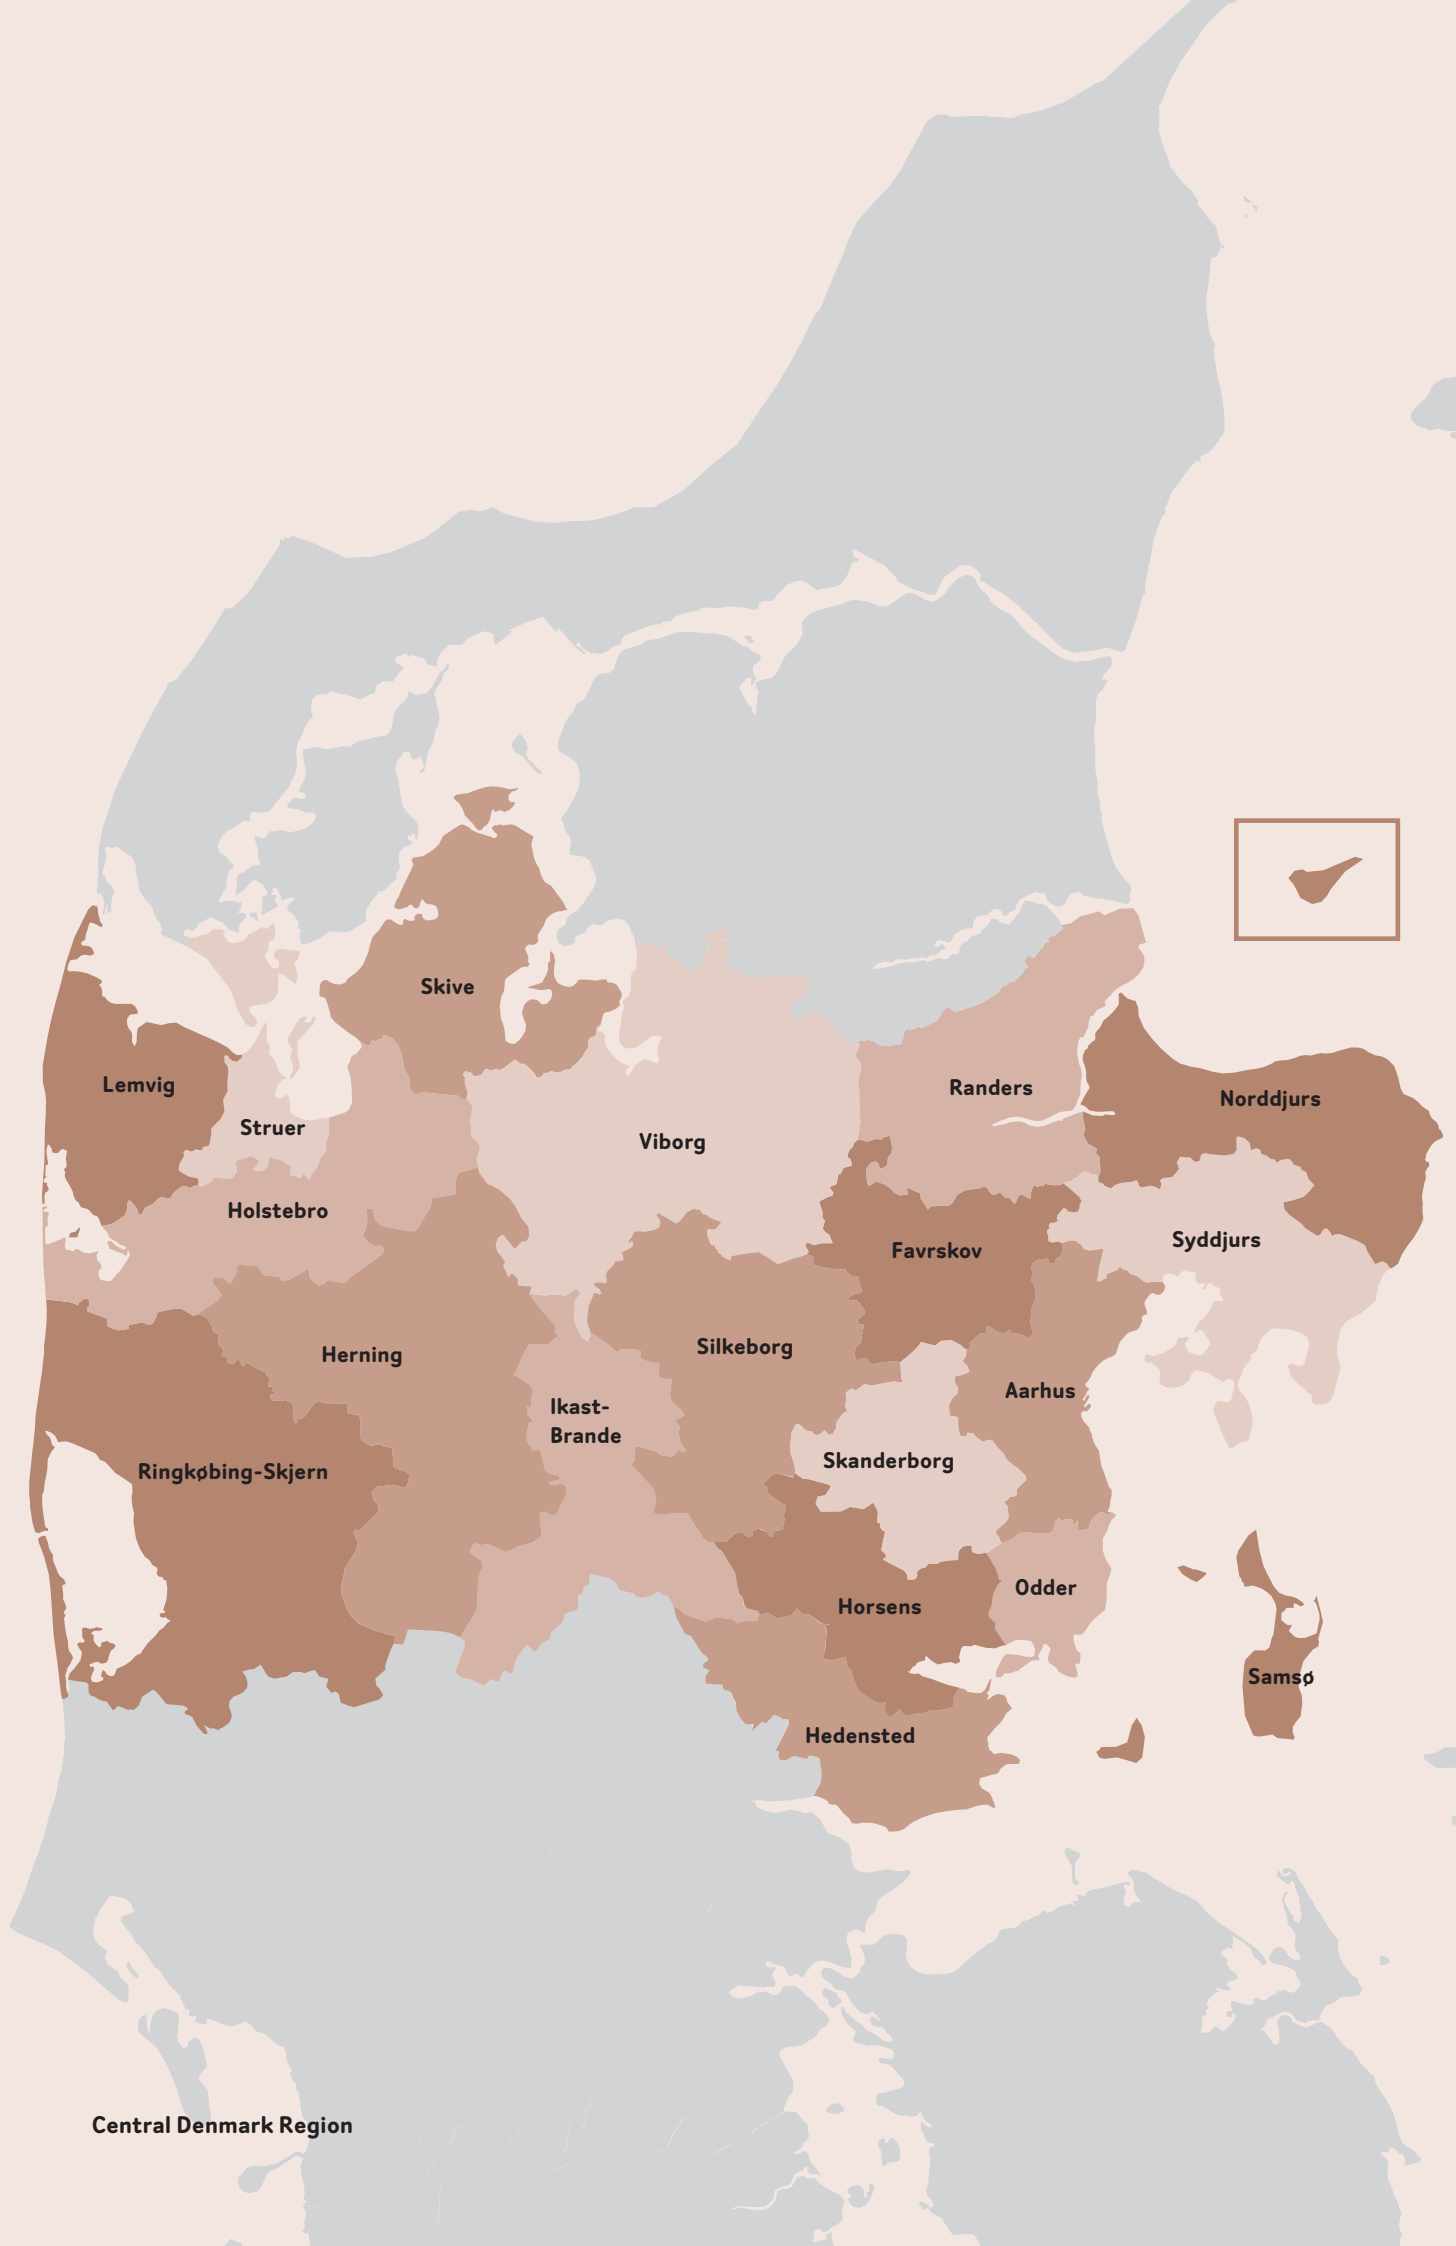 Skive
Lemvig
Randers
Norddjurs
Struer
Viborg
Holstebro
Syddjurs
Favrskov
Silkeborg
Herning
Aarhus
Ikast-
Brande
Skanderborg
Ringkøbing-Skjern
Odder
Horsens
Samsø
Hedensted
Central Denmark Region